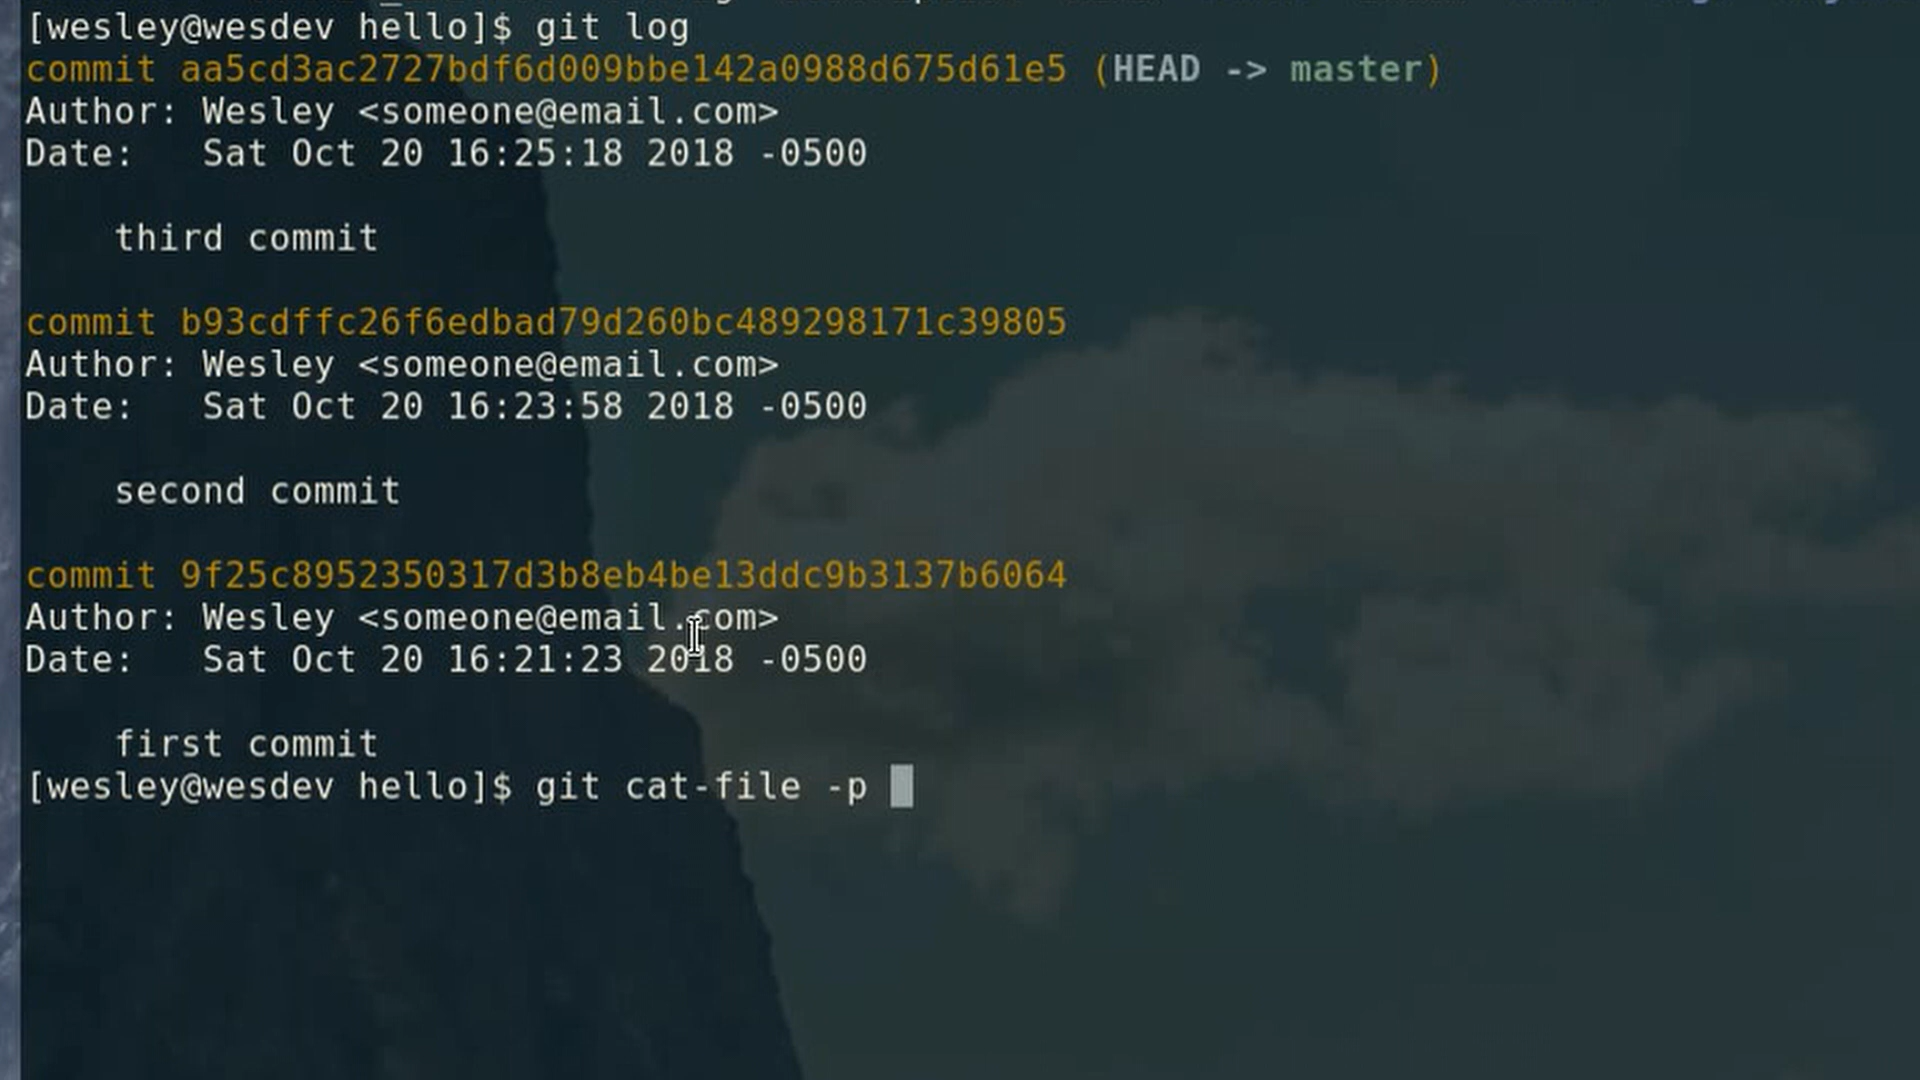 [wesley@wesdev hello]$ git log
commit aa5cd3ac2727bdf6d009bbe142a0988d675d61e5 (HEAD -> master)
Author: Wesley <someone@email.com>
Date:   Sat Oct 20 16:25:18 2018 -0500
third commit
commit b93cdffc26f6edbad79d260bc489298171c39805
Author: Wesley <someone@email.com>
Date:   Sat Oct 20 16:23:58 2018 -0500
second commit
commit 9f25c8952350317d3b8eb4be13ddc9b3137b6064
Author: Wesley <someone@email.com>
Date:   Sat Oct 20 16:21:23 2018 -0500
first commit
[wesley@wesdev hello]$ git cat-file -p